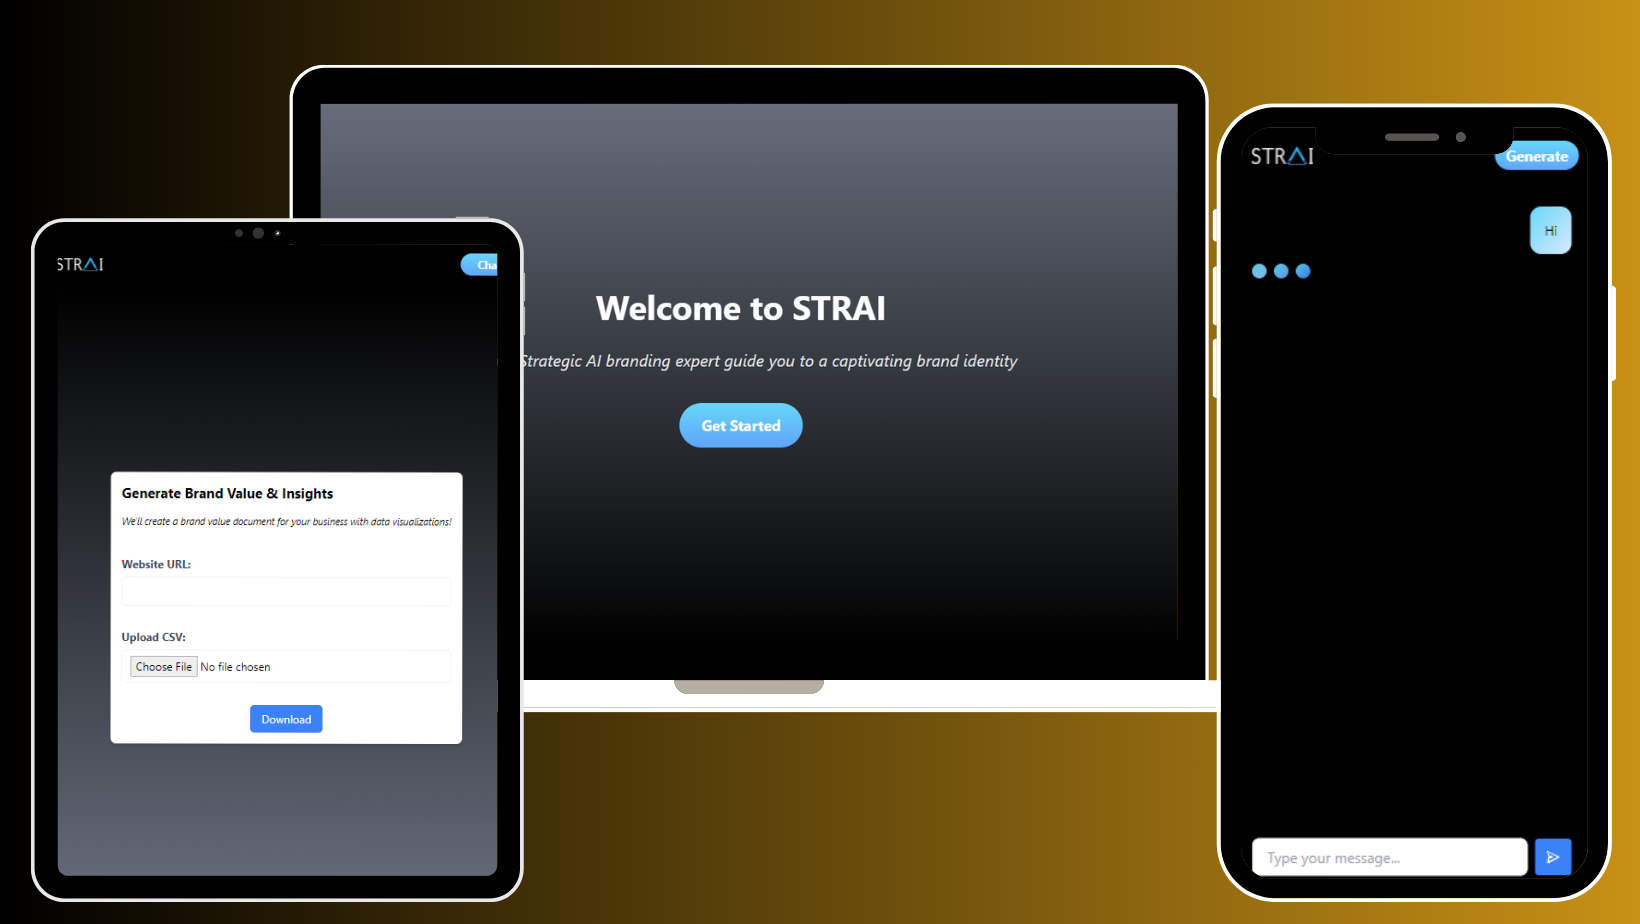 STRAI
Cha
Generate Brand Value & Insights
We'll create a brand value document for your business with data visualizations!
Website URL:
Upload CSV:
Choose File No file chosen
Download
Welcome to STRAI
Strategic AI branding expert guide you to a captivating brand identity
Get Started
STRAI
Generate
Hi
Type your message...